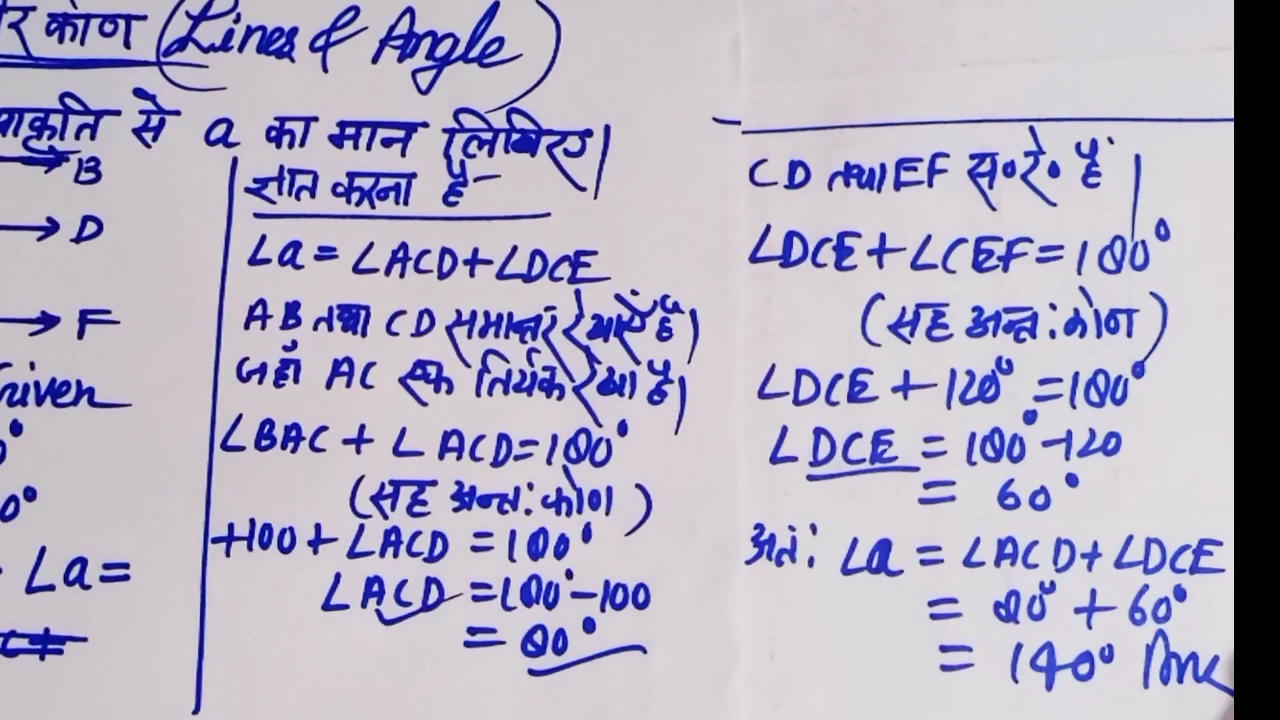 र कोण (Lines & Angle)
आकृति से a का मान लिखिए।
B
D
F
Given
0°
0°
∠a =
ज्ञात करना है-
∠a = ∠ACD + ∠DCE
AB तथा CD समान्तर रेखायें हैं।
जहाँ AC एक तिर्यक रेखा है।
∠BAC + ∠ACD = 180°
(सह अन्त: कोण)
+100 + ∠ACD = 180°
∠ACD = 180° - 100
= 80°
CD तथा EF स॰रे॰ हैं।
∠DCE + ∠CEF = 180°
(सह अन्त: कोण)
∠DCE + 120° = 180°
∠DCE = 180° - 120
= 60°
अत: ∠a = ∠ACD + ∠DCE
= 80° + 60°
= 140° Ans